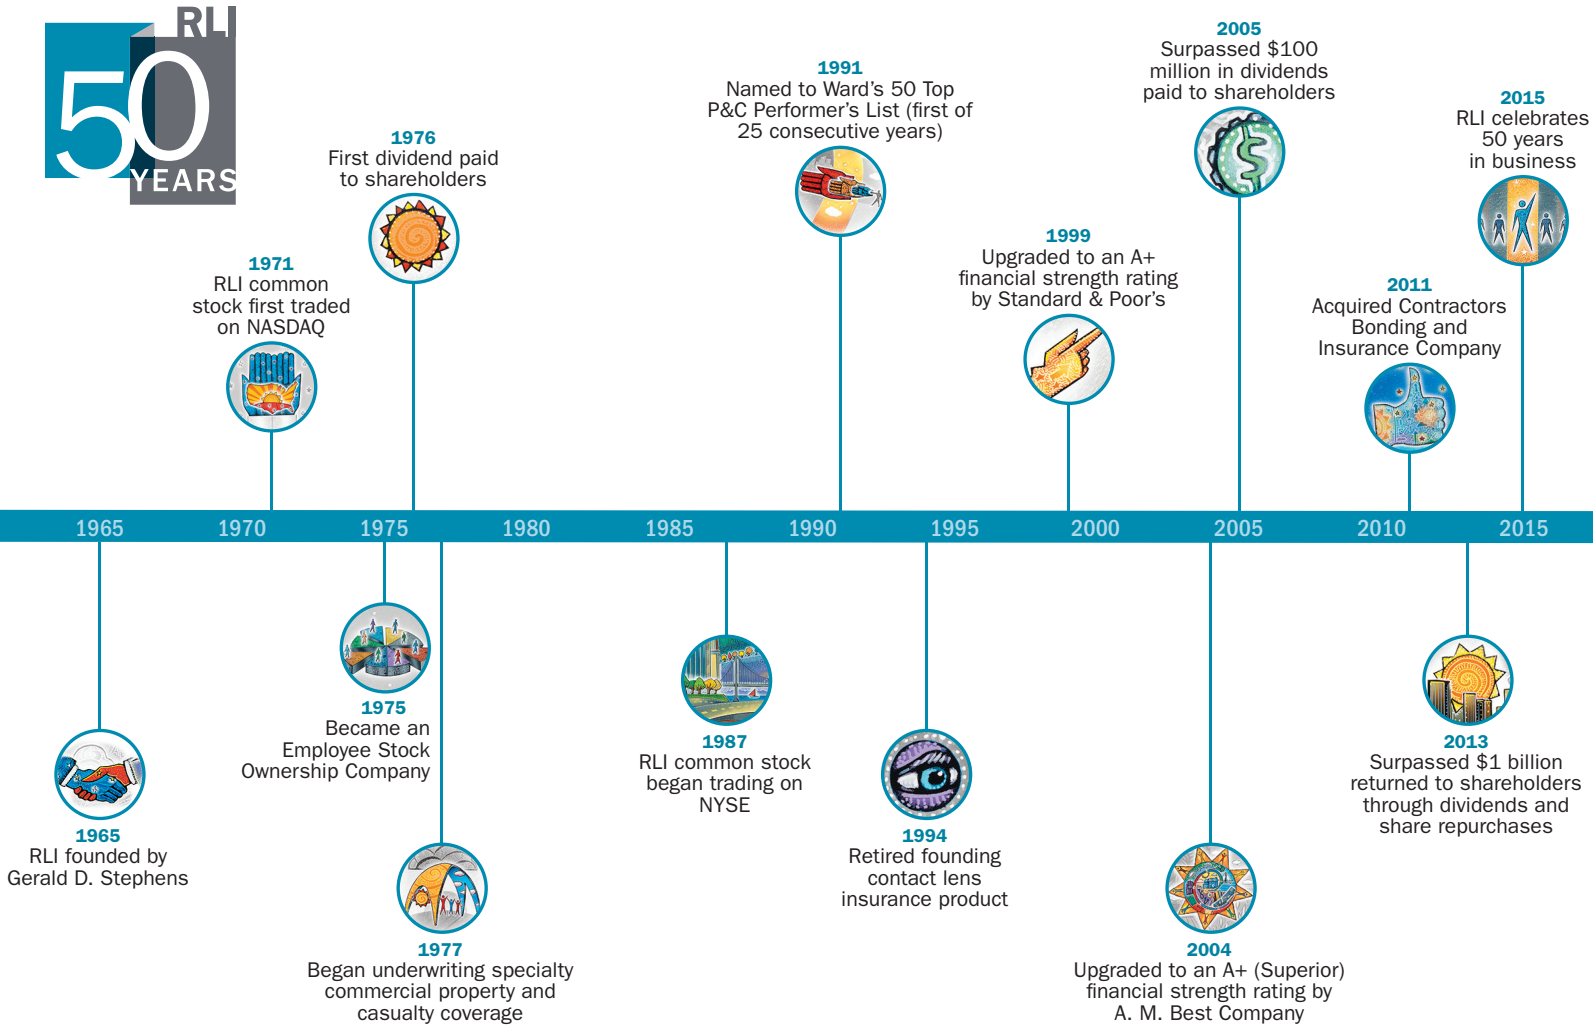 RLI
50
YEARS
1971
RLI common
stock first traded
on NASDAQ
1976
First dividend paid
to shareholders
1991
Named to Ward’s 50 Top
P&C Performer’s List (first of
25 consecutive years)
1999
Upgraded to an A+
financial strength rating
by Standard & Poor’s
2005
Surpassed $100
million in dividends
paid to shareholders
2011
Acquired Contractors
Bonding and
Insurance Company
2015
RLI celebrates
50 years
in business
1965 1970 1975 1980 1985 1990 1995 2000 2005 2010 2015
1965
RLI founded by
Gerald D. Stephens
1975
Became an
Employee Stock
Ownership Company
1977
Began underwriting specialty
commercial property and
casualty coverage
1987
RLI common stock
began trading on
NYSE
1994
Retired founding
contact lens
insurance product
2004
Upgraded to an A+ (Superior)
financial strength rating by
A. M. Best Company
2013
Surpassed $1 billion
returned to shareholders
through dividends and
share repurchases